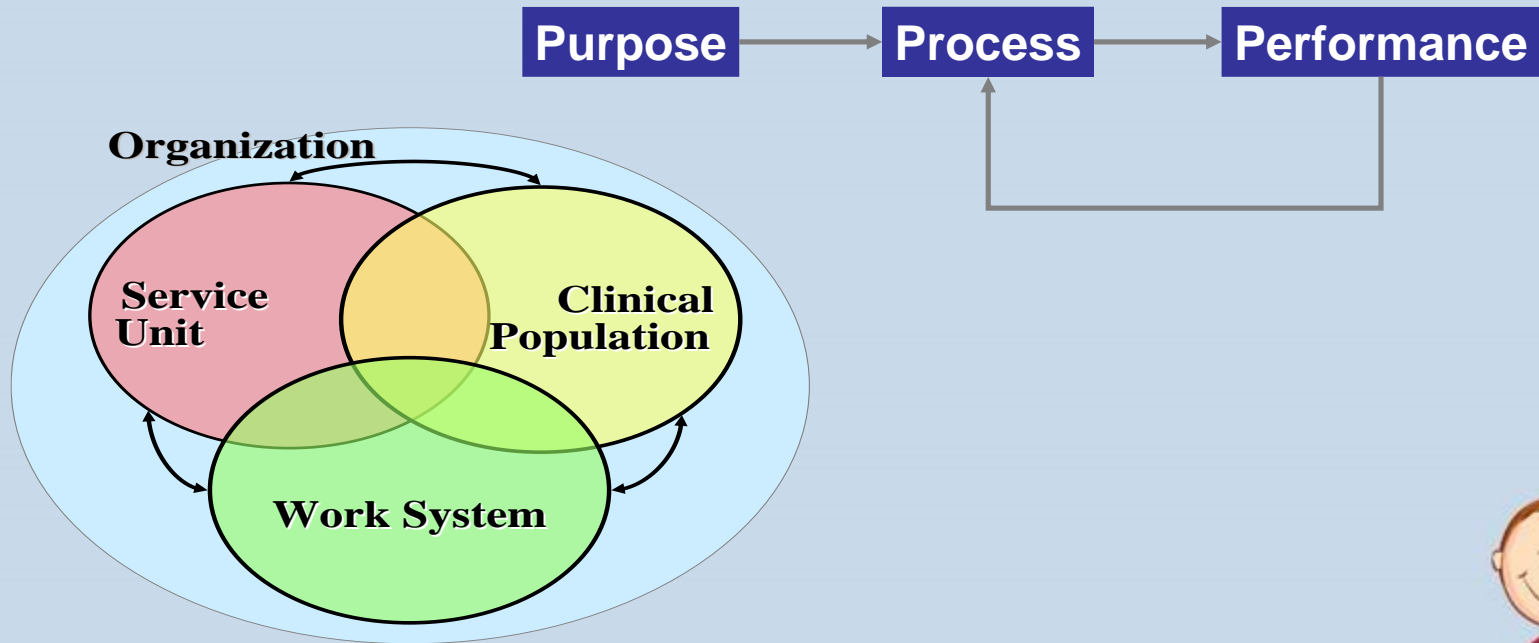 Purpose
Process
Performance
Organization
Service
Unit
Clinical
Population
Work System